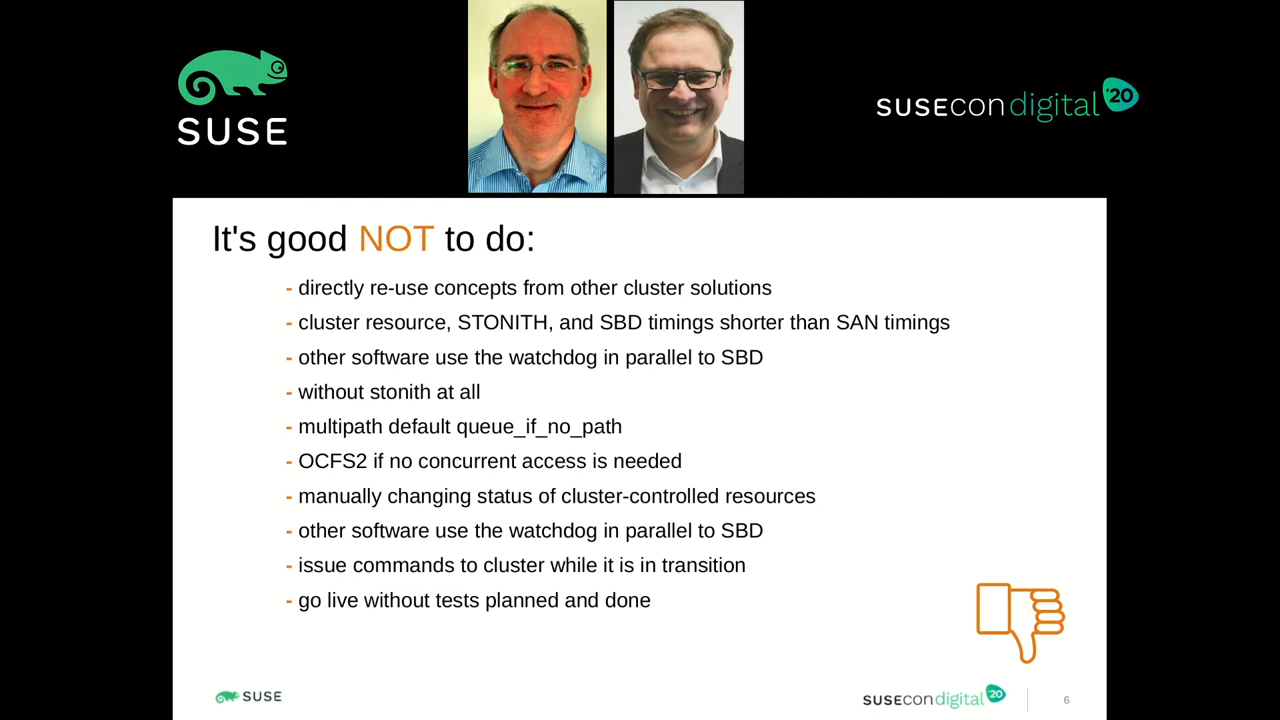 SUSE
SUSEcon digital '20
It's good NOT to do:
- directly re-use concepts from other cluster solutions
- cluster resource, STONITH, and SBD timings shorter than SAN timings
- other software use the watchdog in parallel to SBD
- without stonith at all
- multipath default queue_if_no_path
- OCFS2 if no concurrent access is needed
- manually changing status of cluster-controlled resources
- other software use the watchdog in parallel to SBD
- issue commands to cluster while it is in transition
- go live without tests planned and done
SUSE
SUSEcon digital '20
6